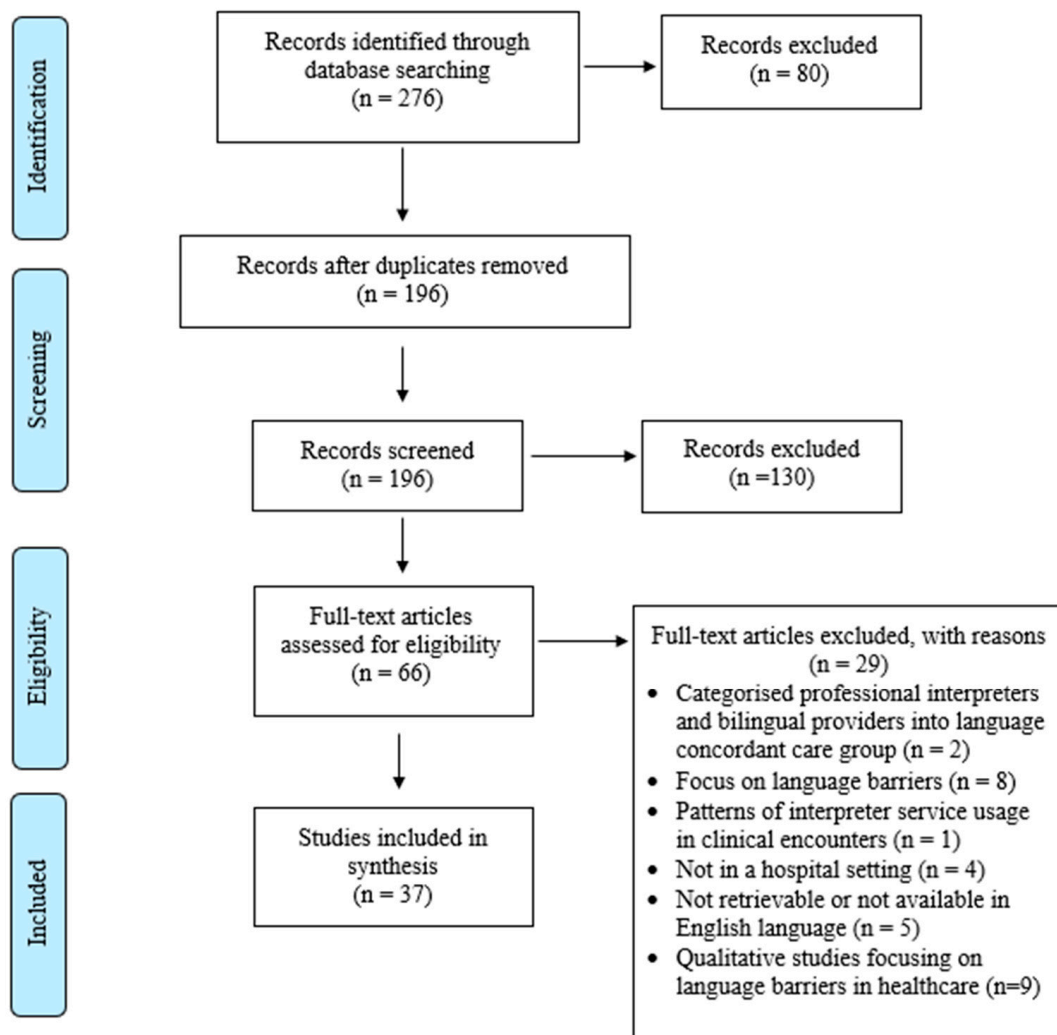 Identification
Records identified through
database searching
(n = 276)
Records excluded
(n = 80)
Records after duplicates removed
(n = 196)
Screening
Records screened
(n = 196)
Records excluded
(n =130)
Eligibility
Full-text articles
assessed for eligibility
(n = 66)
Full-text articles excluded, with reasons
(n = 29)
• Categorised professional interpreters
and bilingual providers into language
concordant care group (n = 2)
• Focus on language barriers (n = 8)
• Patterns of interpreter service usage
in clinical encounters (n = 1)
• Not in a hospital setting (n = 4)
• Not retrievable or not available in
English language (n = 5)
• Qualitative studies focusing on
language barriers in healthcare (n=9)
Included
Studies included in
synthesis
(n = 37)